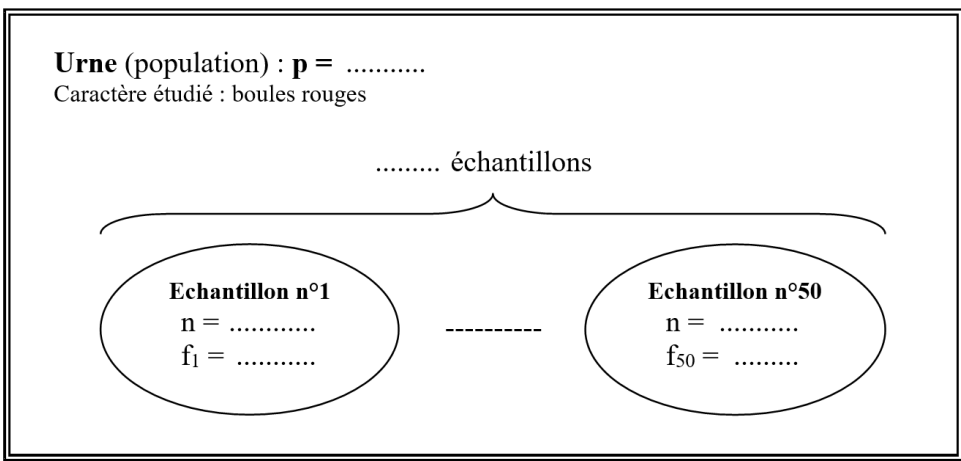 Urne (population) : p = ...........
Caractère étudié : boules rouges
......... échantillons
Echantillon n°1
n = ............
f₁ = ...........
----------
Echantillon n°50
n = ...........
f₅₀ = .........